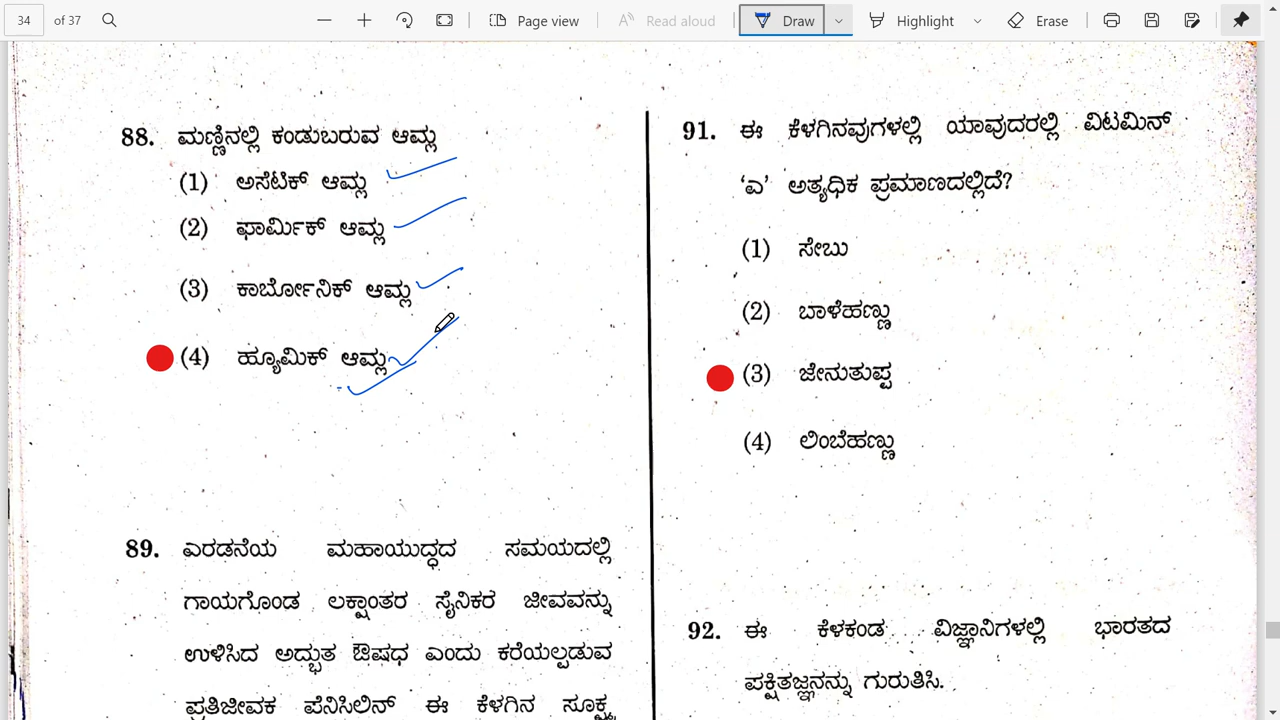 34 of 37 Page view Read aloud Draw Highlight Erase
88. ಮಣ್ಣಿನಲ್ಲಿ ಕಂಡುಬರುವ ಆಮ್ಲ
(1) ಅಸೆಟಿಕ್ ಆಮ್ಲ
(2) ಫಾರ್ಮಿಕ್ ಆಮ್ಲ
(3) ಕಾರ್ಬೋನಿಕ್ ಆಮ್ಲ
(4) ಹ್ಯೂಮಿಕ್ ಆಮ್ಲ
89. ಎರಡನೆಯ ಮಹಾಯುದ್ಧದ ಸಮಯದಲ್ಲಿ
ಗಾಯಗೊಂಡ ಲಕ್ಷಾಂತರ ಸೈನಿಕರ ಜೀವವನ್ನು
ಉಳಿಸಿದ ಅದ್ಭುತ ಔಷಧ ಎಂದು ಕರೆಯಲ್ಪಡುವ
ಪ್ರತಿಜೀವಕ ಪೆನಿಸಿಲಿನ್ ಈ ಕೆಳಗಿನ ಸೂಕ್ಷ್ಮ
91. ಈ ಕೆಳಗಿನವುಗಳಲ್ಲಿ ಯಾವುದರಲ್ಲಿ ವಿಟಮಿನ್
‘ಎ’ ಅತ್ಯಧಿಕ ಪ್ರಮಾಣದಲ್ಲಿದೆ?
(1) ಸೇಬು
(2) ಬಾಳೆಹಣ್ಣು
(3) ಜೇನುತುಪ್ಪ
(4) ಲಿಂಬೆಹಣ್ಣು
92. ಈ ಕೆಳಕಂಡ ವಿಜ್ಞಾನಿಗಳಲ್ಲಿ ಭಾರತದ
ಪಕ್ಷಿತಜ್ಞನನ್ನು ಗುರುತಿಸಿ.